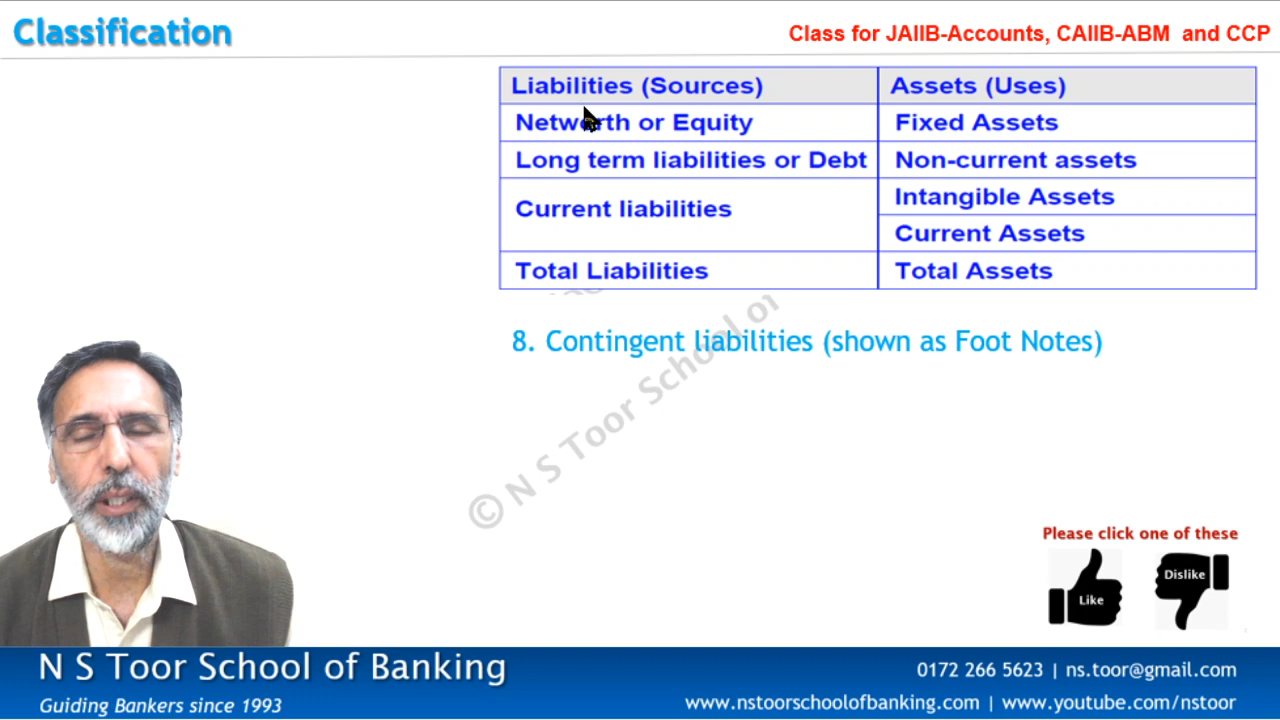 Classification
Class for JAIIB-Accounts, CAIIB-ABM and CCP
Liabilities (Sources)
Assets (Uses)
Networth or Equity
Fixed Assets
Long term liabilities or Debt
Non-current assets
Current liabilities
Intangible Assets
Current Assets
Total Liabilities
Total Assets
8. Contingent liabilities (shown as Foot Notes)
© N S Toor School of
Please click one of these
Like
Dislike
N S Toor School of Banking
0172 266 5623 | ns.toor@gmail.com
Guiding Bankers since 1993
www.nstoorschoolofbanking.com | www.youtube.com/nstoor